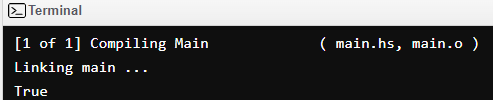 Terminal
[1 of 1] Compiling Main             ( main.hs, main.o )
Linking main ...
True